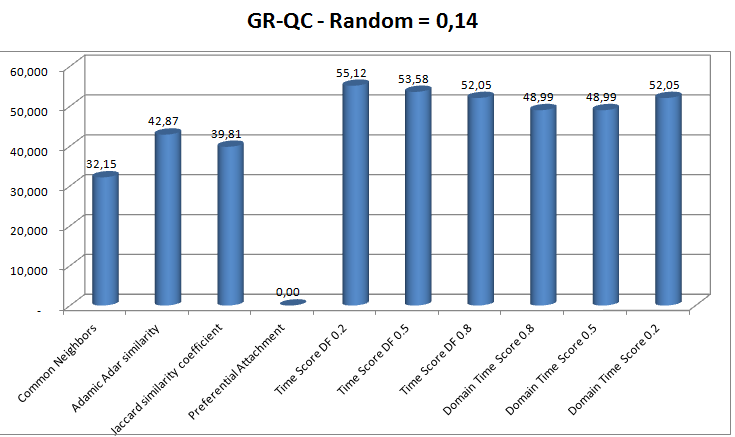 GR-QC - Random = 0,14
60,000
50,000
40,000
30,000
20,000
10,000
-
32,15
42,87
39,81
0,00
55,12
53,58
52,05
48,99
48,99
52,05
Common Neighbors
Adamic Adar similarity
Jaccard similarity coefficient
Preferential Attachment
Time Score DF 0.2
Time Score DF 0.5
Time Score DF 0.8
Domain Time Score 0.8
Domain Time Score 0.5
Domain Time Score 0.2